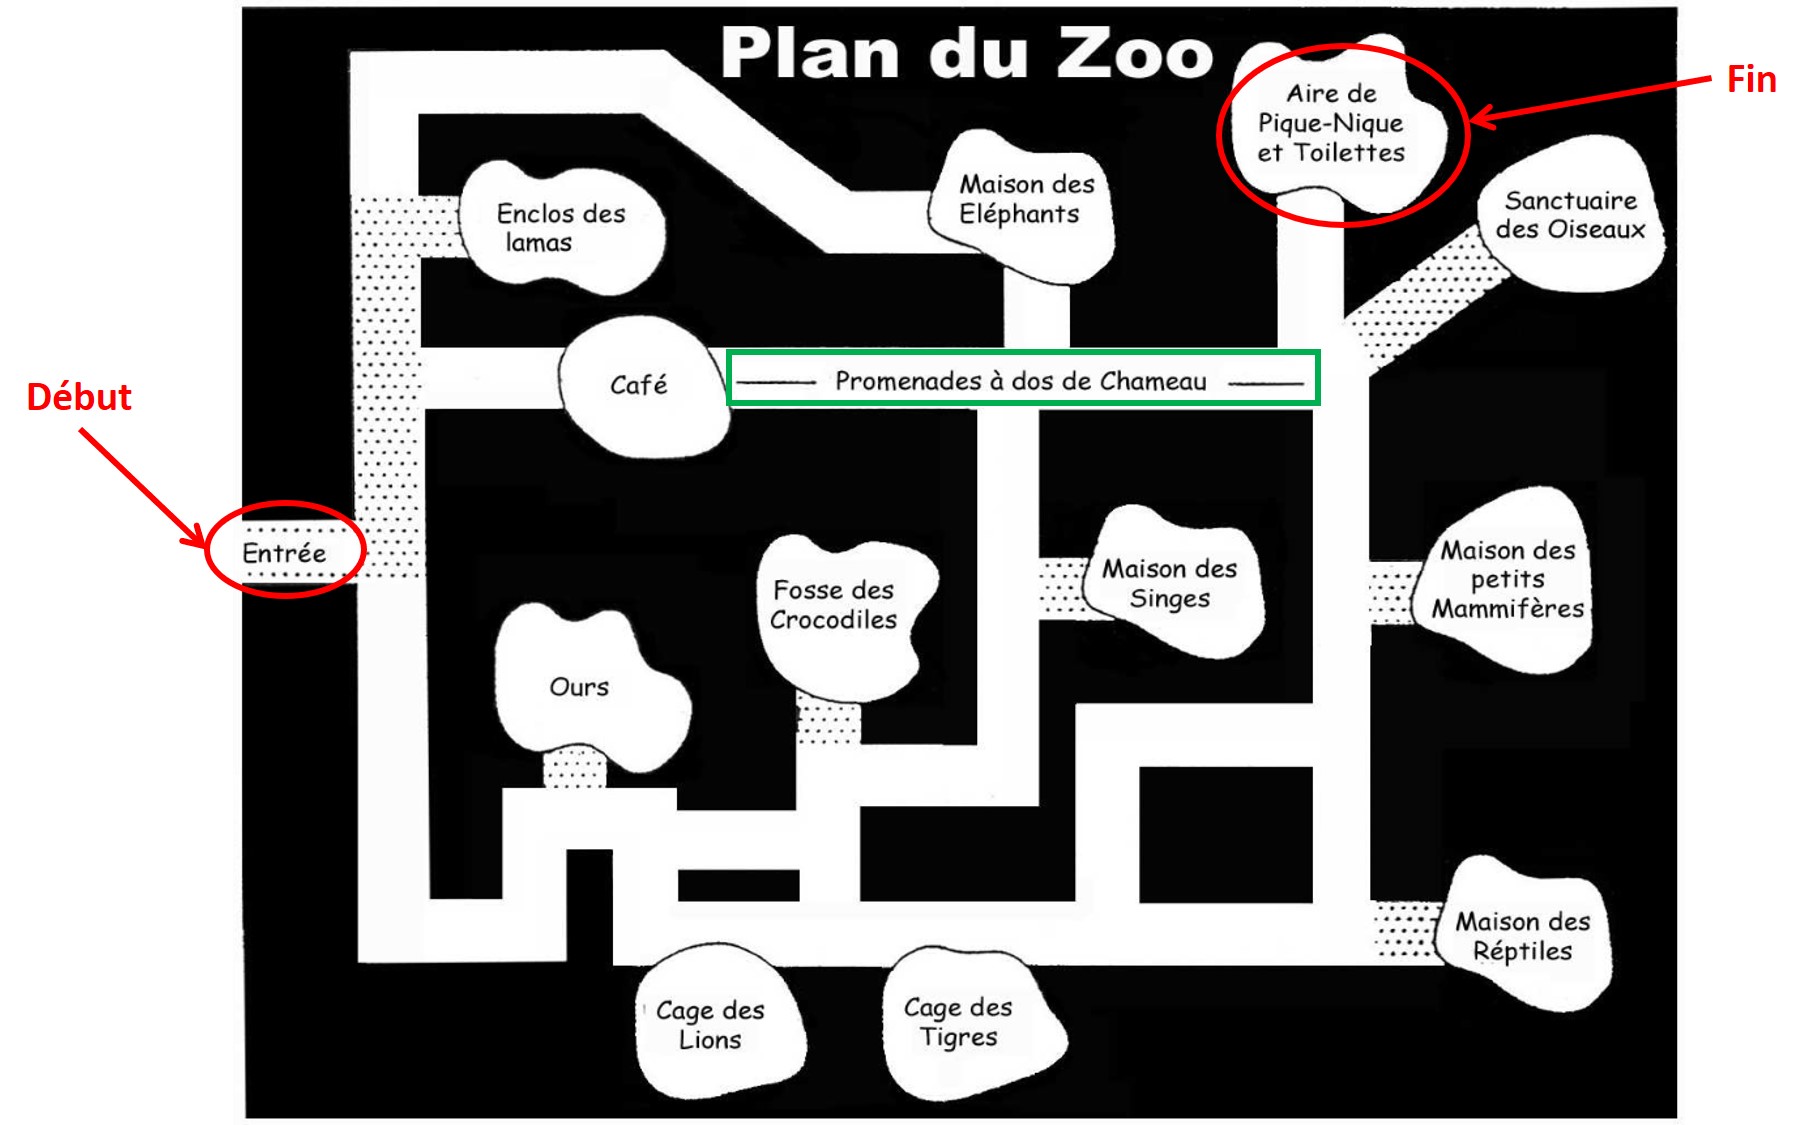 Plan du Zoo
Fin
Aire de
Pique-Nique
et Toilettes
Maison des
Eléphants
Sanctuaire
des Oiseaux
Enclos des
lamas
Café
Promenades à dos de Chameau
Début
Entrée
Maison des
Singes
Maison des
petits
Mammifères
Fosse des
Crocodiles
Ours
Maison des
Réptiles
Cage des
Lions
Cage des
Tigres